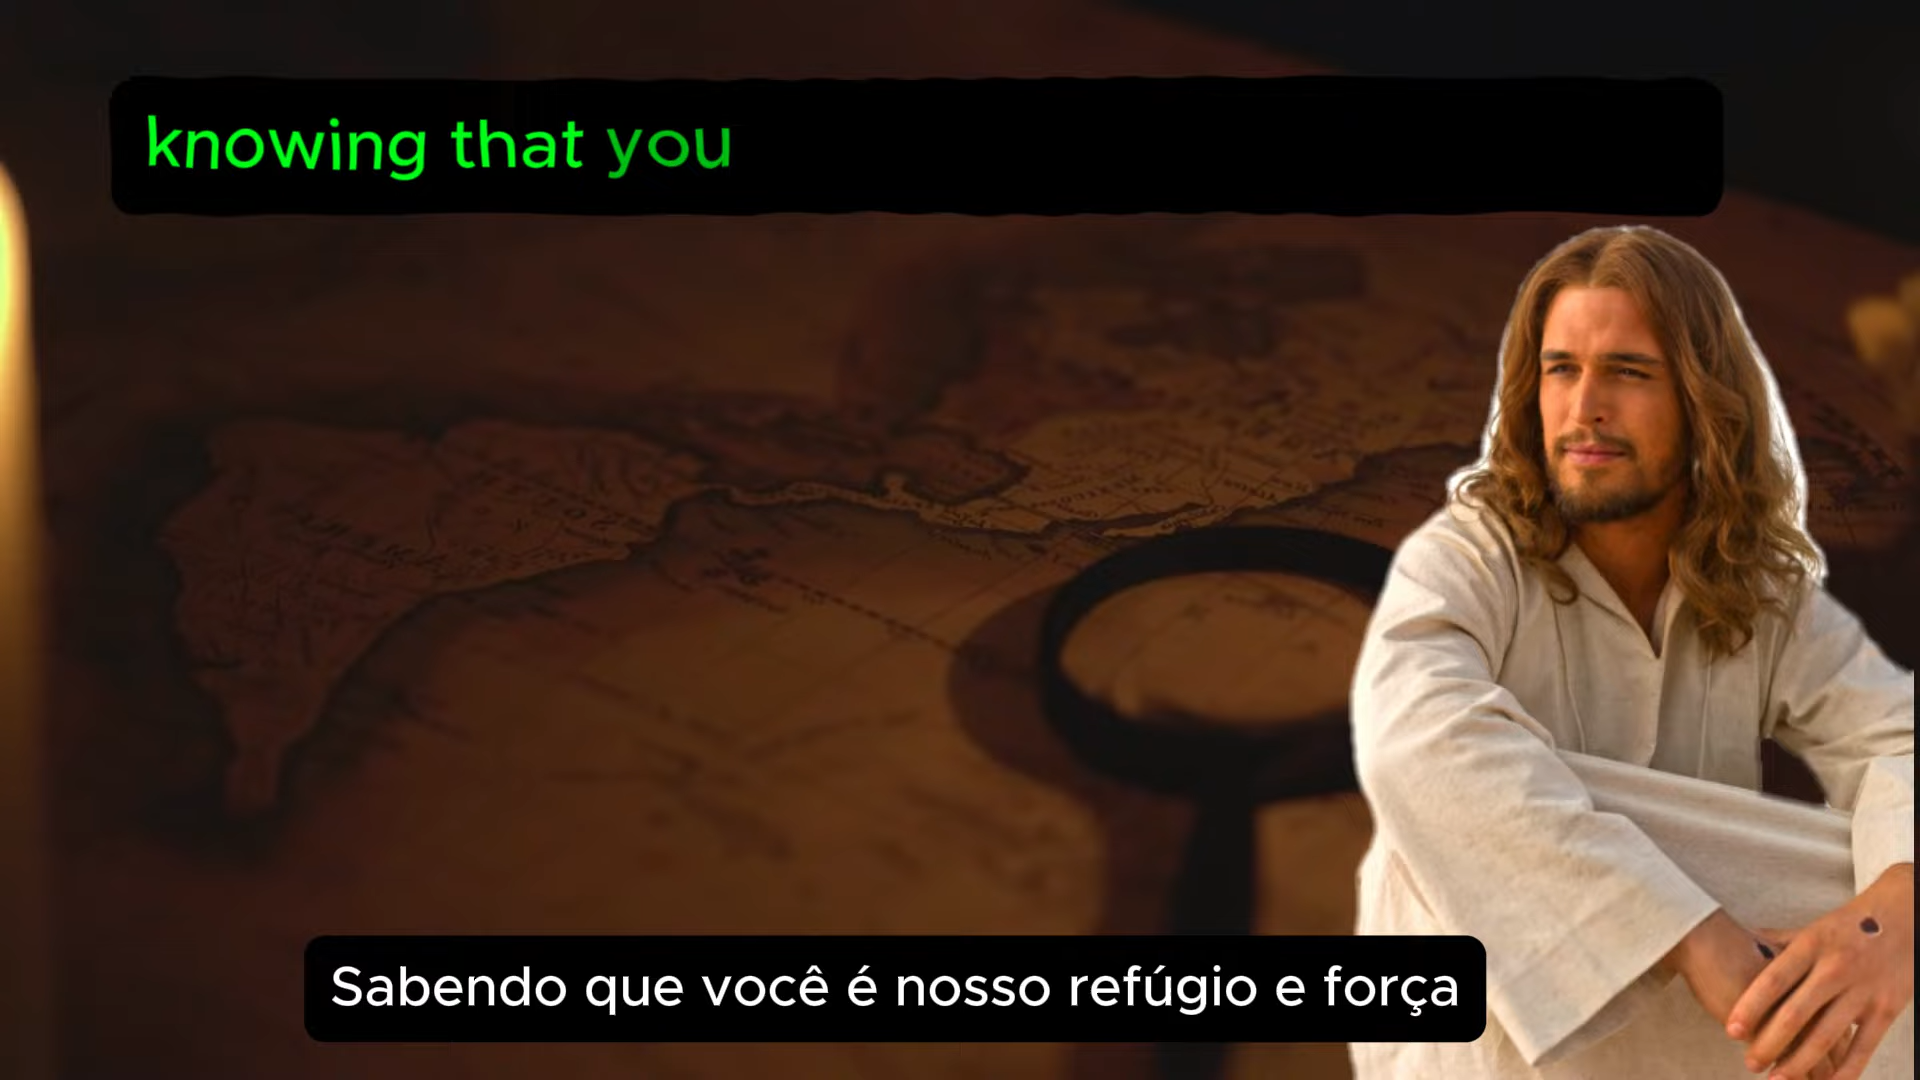 knowing that you
Sabendo que você é nosso refúgio e força